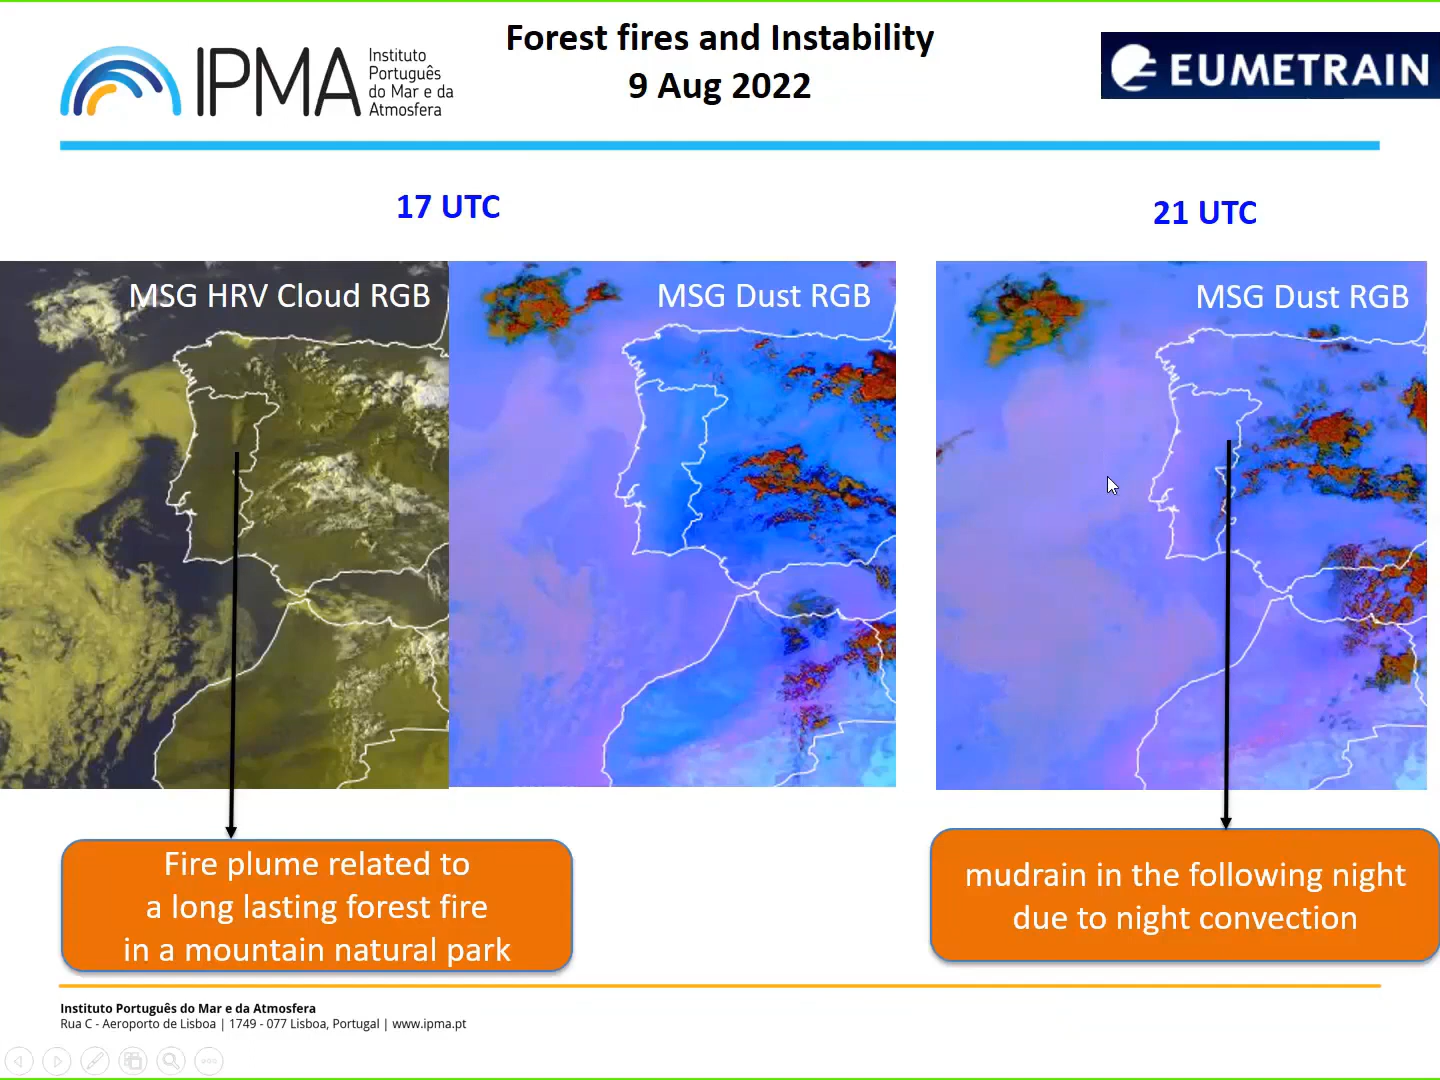 IPMA
Instituto
Português
do Mar e da
Atmosfera
Forest fires and Instability
9 Aug 2022
EUMETRAIN
17 UTC
21 UTC
MSG HRV Cloud RGB
MSG Dust RGB
MSG Dust RGB
Fire plume related to
a long lasting forest fire
in a mountain natural park
mudrain in the following night
due to night convection
Instituto Português do Mar e da Atmosfera
Rua C - Aeroporto de Lisboa | 1749 - 077 Lisboa, Portugal | www.ipma.pt